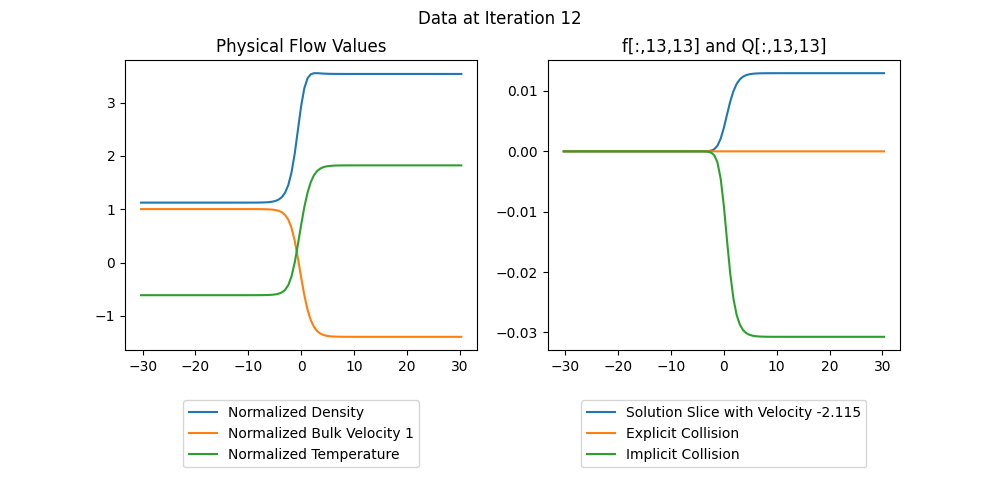 Data at Iteration 12
Physical Flow Values
3
2
1
0
−1
−30
−20
−10
0
10
20
30
Normalized Density
Normalized Bulk Velocity 1
Normalized Temperature
f[:,13,13] and Q[:,13,13]
0.01
0.00
−0.01
−0.02
−0.03
−30
−20
−10
0
10
20
30
Solution Slice with Velocity -2.115
Explicit Collision
Implicit Collision